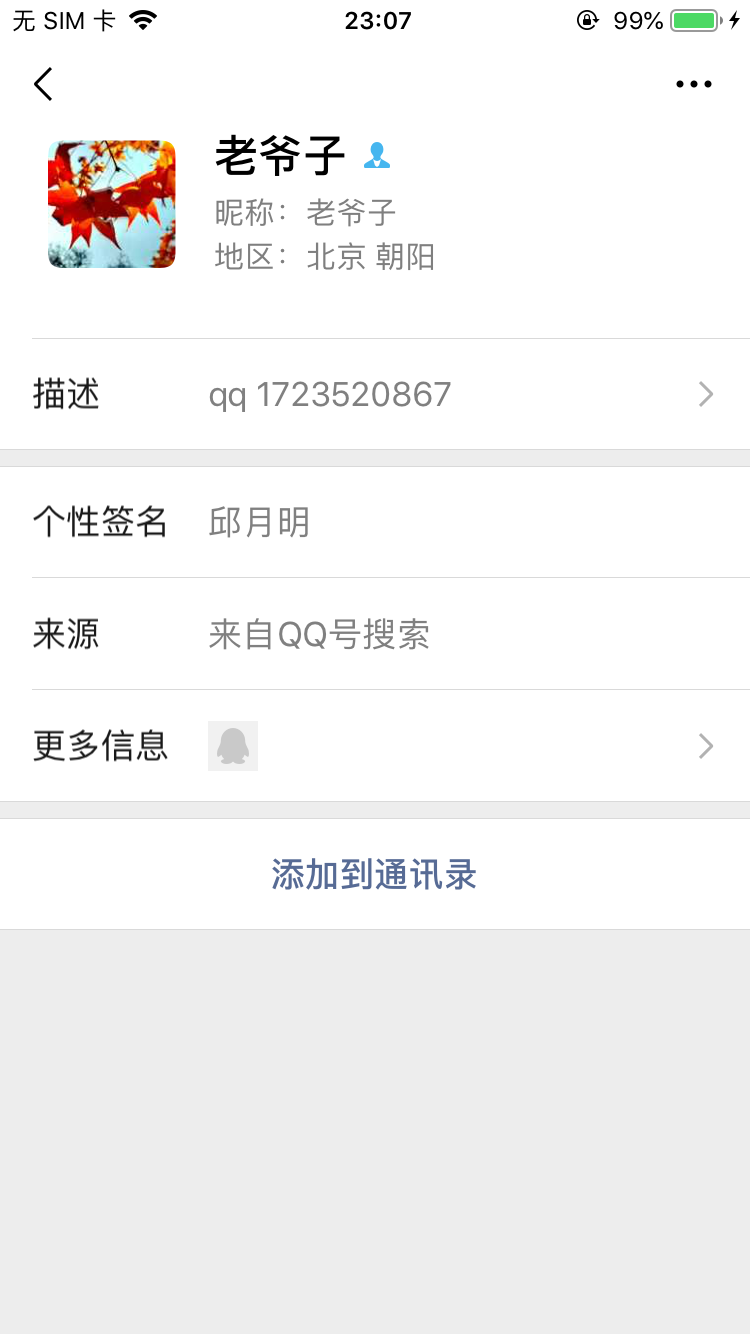 无 SIM 卡 23:07 99%
老爷子
昵称：老爷子
地区：北京 朝阳
描述 qq 1723520867
个性签名 邱月明
来源 来自QQ号搜索
更多信息
添加到通讯录